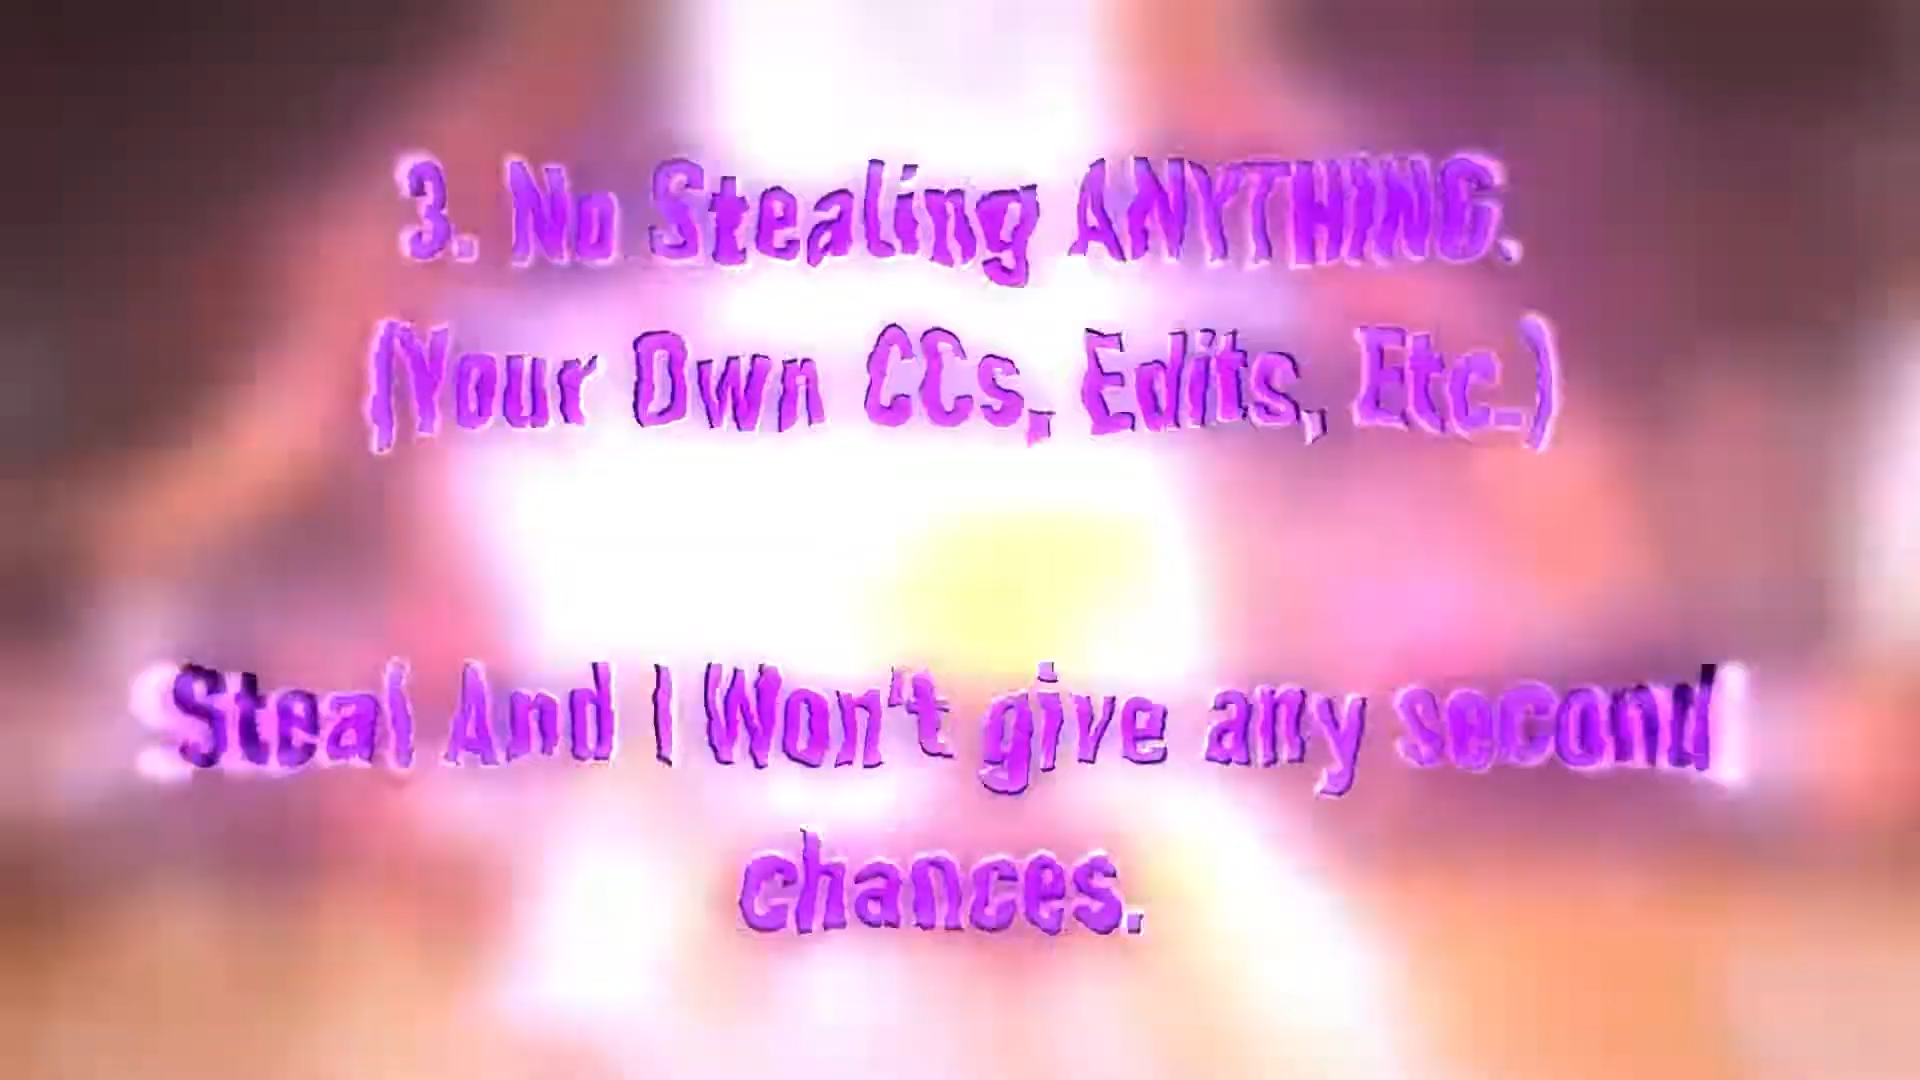 3. No Stealing ANYTHING.
(Your Own CCs, Edits, Etc.)
Steal And I Won't give any second
chances.